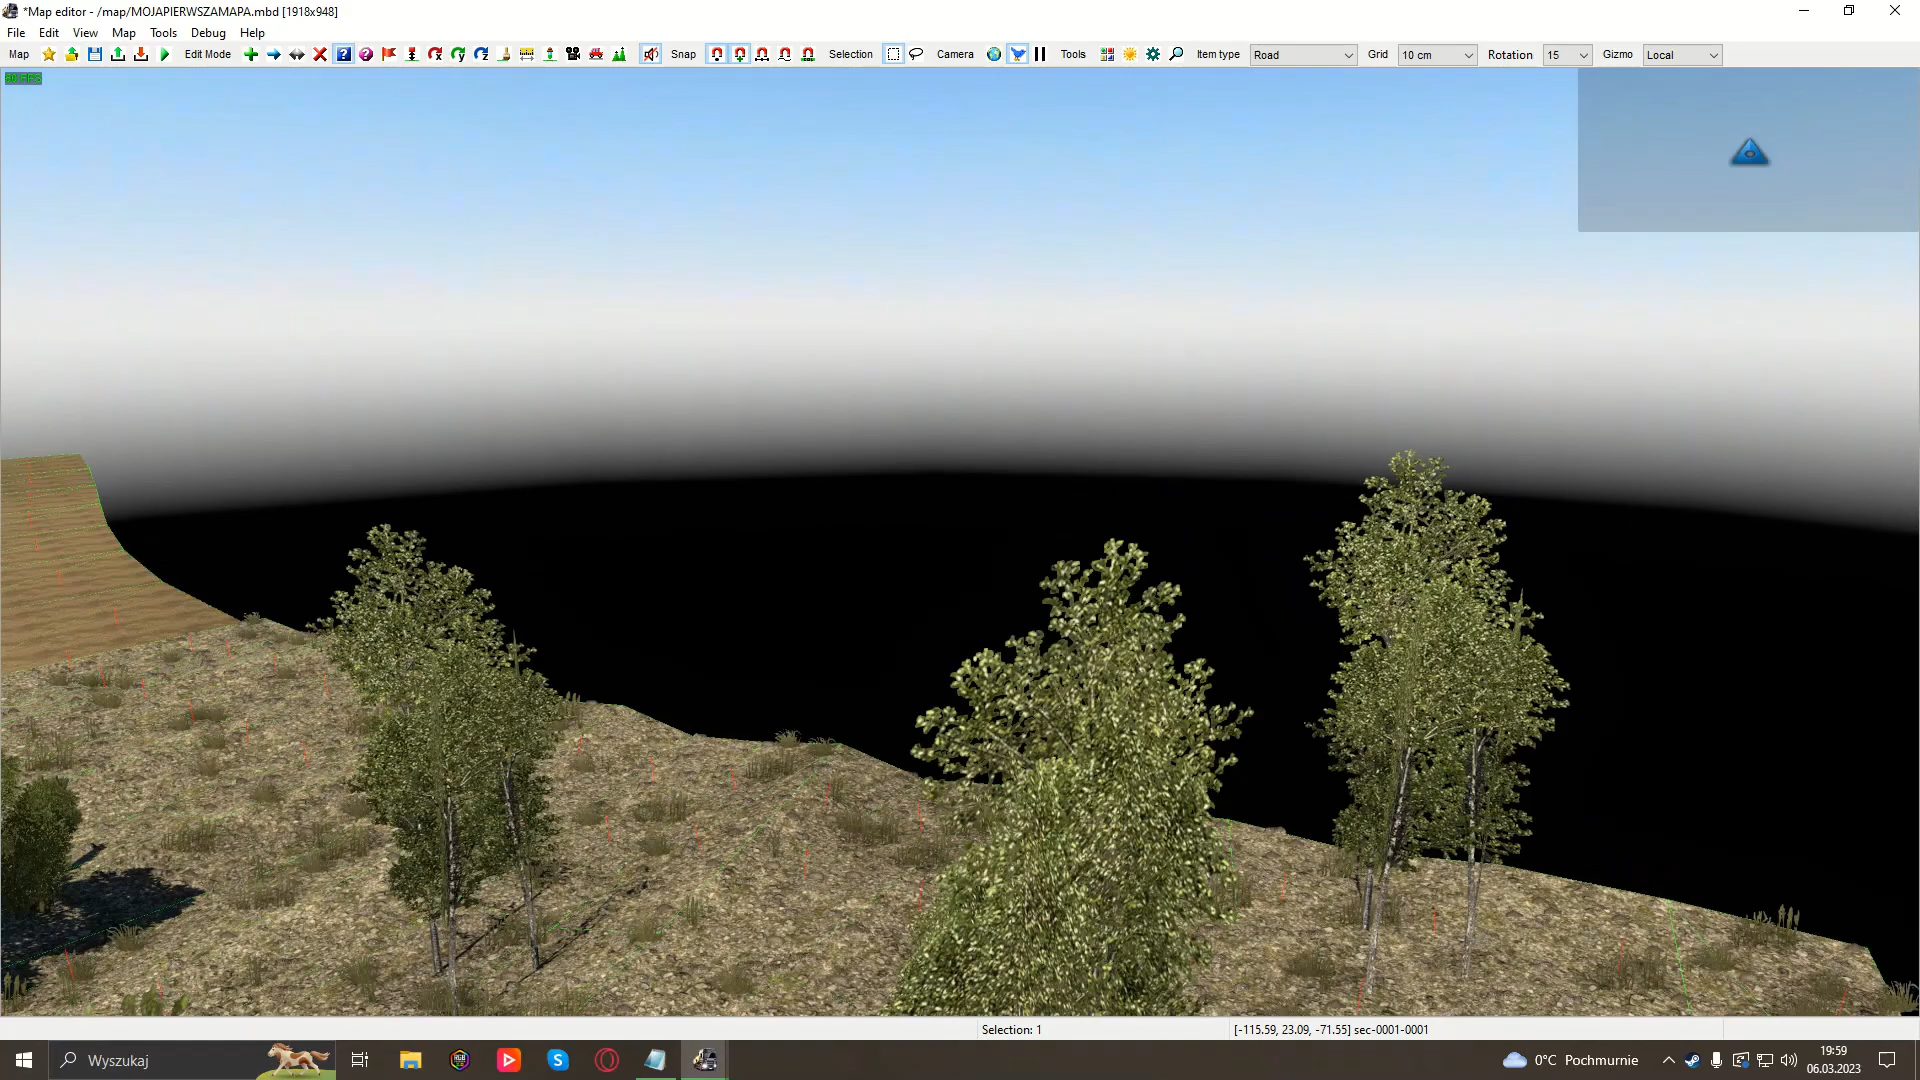 *Map editor - /map/MOJAPIERWSZAMAPA.mbd [1918x948]
File Edit View Map Tools Debug Help
Map Edit Mode Snap Selection Camera Tools Item type Road Grid 10 cm Rotation 15 Gizmo Local
Selection: 1
[-115.59, 23.09, -71.55] sec-0001-0001
Wyszukaj
0°C Pochmurnie
19:59
06.03.2023